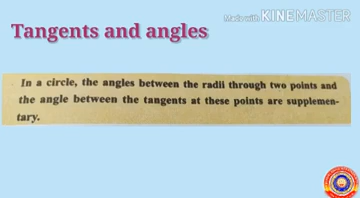 Made with KINEMASTER
Tangents and angles
In a circle, the angles between the radii through two points and
the angle between the tangents at these points are supplemen-
tary.